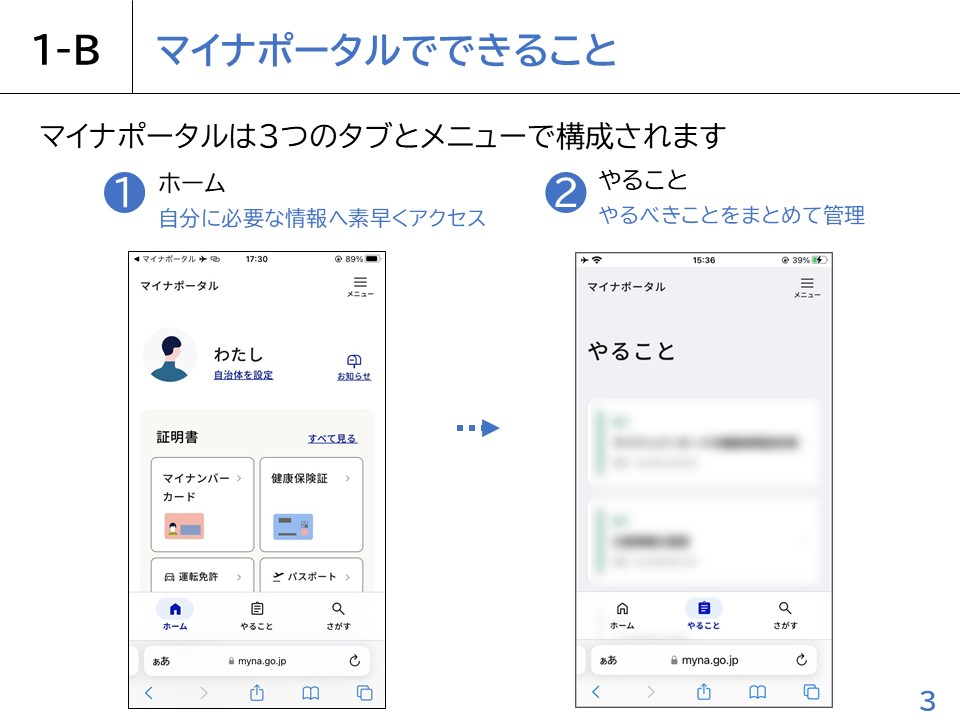 1-B
マイナポータルでできること
マイナポータルは３つのタブとメニューで構成されます
1
ホーム
自分に必要な情報へ素早くアクセス
2
やること
やるべきことをまとめて管理
マイナポータル
17:30
89%
マイナポータル
メニュー
わたし
自治体を設定
お知らせ
証明書
すべて見る
マイナンバー
カード
健康保険証
運転免許
パスポート
ホーム
やること
さがす
ぁあ
myna.go.jp
15:36
39%
マイナポータル
メニュー
やること
ホーム
やること
さがす
ぁあ
myna.go.jp
3